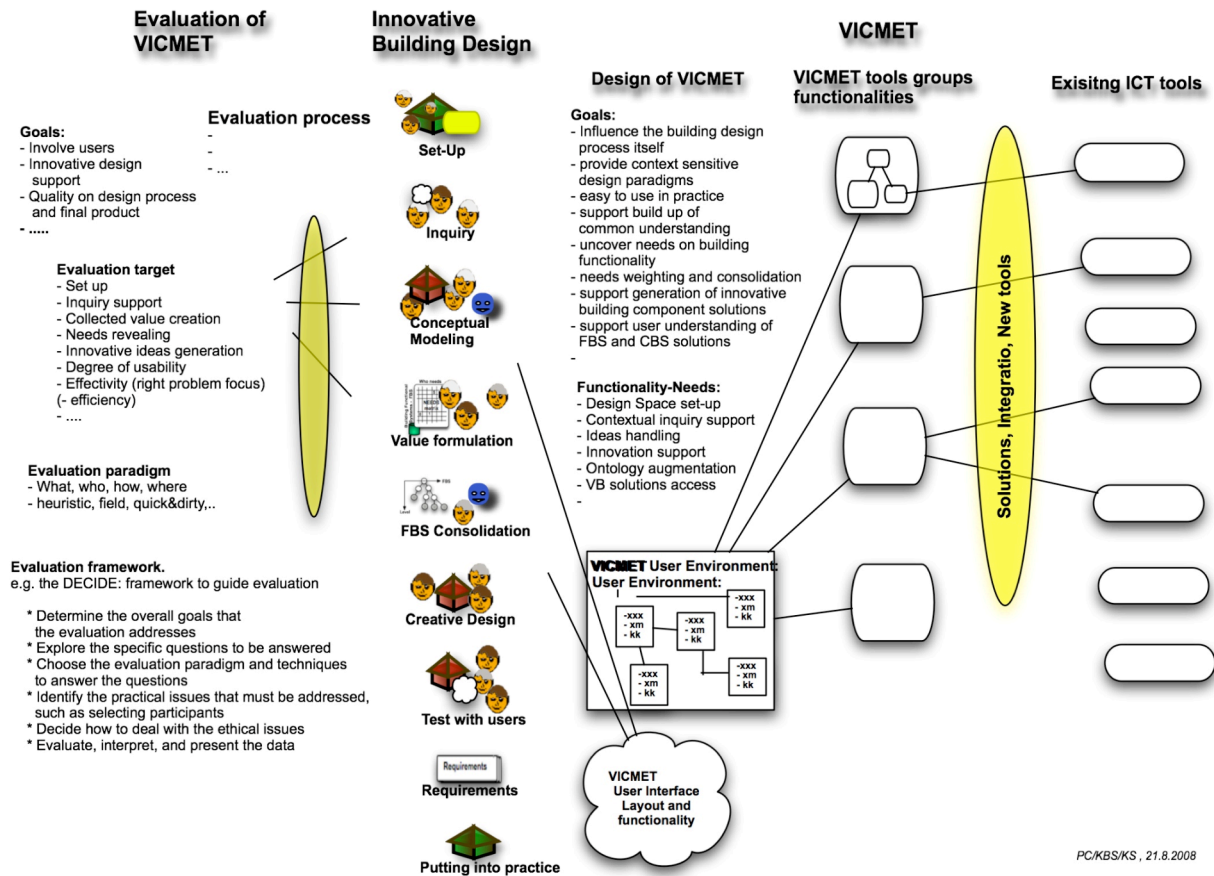 Evaluation of
VICMET
Evaluation process
-
-
- ...
Goals:
- Involve users
- Innovative design
support
- Quality on design process
and final product
- .....
Evaluation target
- Set up
- Inquiry support
- Collected value creation
- Needs revealing
- Innovative ideas generation
- Degree of usability
- Effectivity (right problem focus)
(- efficiency)
- ....
Evaluation paradigm
- What, who, how, where
- heuristic, field, quick&dirty,..
Evaluation framework.
e.g. the DECIDE: framework to guide evaluation
* Determine the overall goals that
the evaluation addresses
* Explore the specific questions to be answered
* Choose the evaluation paradigm and techniques
to answer the questions
* Identify the practical issues that must be addressed,
such as selecting participants
* Decide how to deal with the ethical issues
* Evaluate, interpret, and present the data
Innovative
Building Design
Set-Up
Inquiry
Conceptual
Modeling
Who needs
NEEDS
Value formulation
FBS
Level
FBS Consolidation
Creative Design
Test with users
Requirements
Requirements
Putting into practice
Design of VICMET
Goals:
- Influence the building design
process itself
- provide context sensitive
design paradigms
- easy to use in practice
- support build up of
common understanding
- uncover needs on building
functionality
- needs weighting and consolidation
- support generation of innovative
building component solutions
- support user understanding of
FBS and CBS solutions
-
Functionality-Needs:
- Design Space set-up
- Contextual inquiry support
- Ideas handling
- Innovation support
- Ontology augmentation
- VB solutions access
-
VICMET User Environment:
User Environment:
-xxx
- xm
- kk
-xxx
- xm
- kk
-xxx
- xm
- kk
-xxx
- xm
- kk
-xxx
- xm
- kk
VICMET
User Interface
Layout and
functionality
VICMET
VICMET tools groups
functionalities
Exisitng ICT tools
Solutions, Integratio, New tools
PC/KBS/KS , 21.8.2008